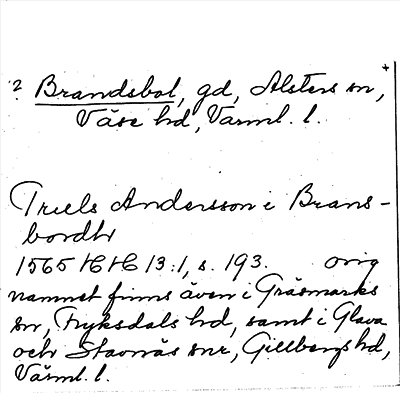 ? Brandsbol, gd, Alsters sn,
Väse hd, Värml. l.
Truls Andersson i Brans-
bordh
1565 HH 13:1, s. 193. orig
namnet finns även i Gräsmarks
sn, Fryksdals hd, samt i Glava
och Stavnäs snr, Gillbergs hd,
Värml. l.